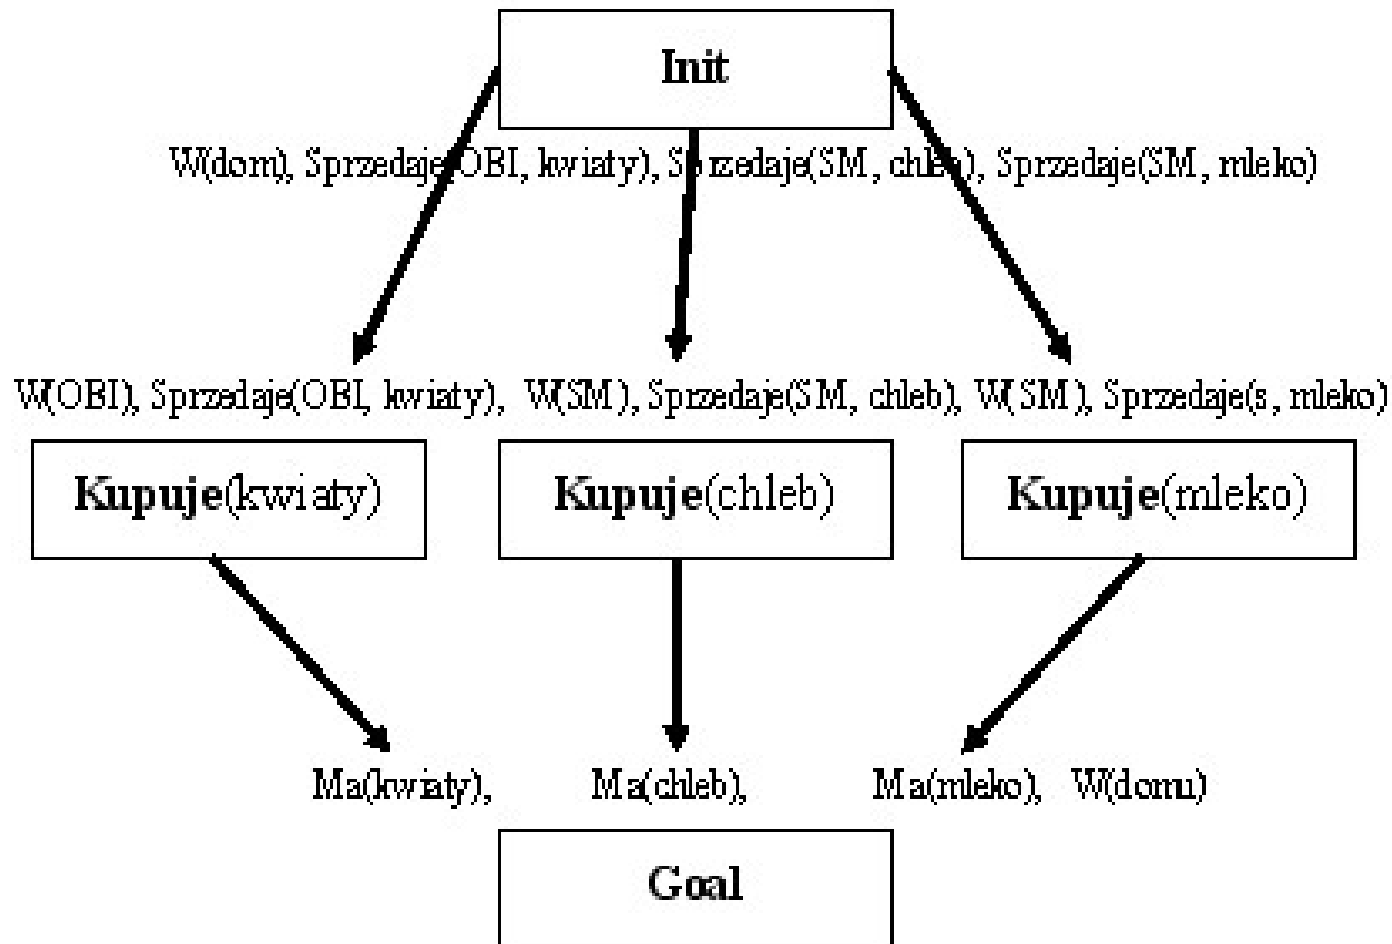 Init
W(dom), Sprzedaje(OBI, kwiaty), Sprzedaje(SM, chleb), Sprzedaje(SM, mleko)
W(OBI), Sprzedaje(OBI, kwiaty), W(SM), Sprzedaje(SM, chleb), W(SM), Sprzedaje(s, mleko)
Kupuje(kwiaty) Kupuje(chleb) Kupuje(mleko)
Ma(kwiaty), Ma(chleb), Ma(mleko), W(domu)
Goal